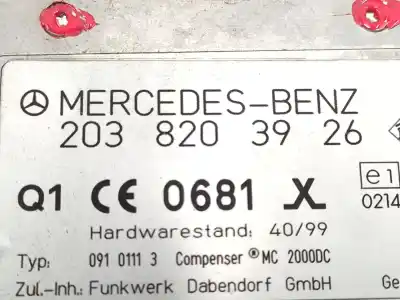 MERCEDES-BENZ
203 820 39 26
Q1 CE 0681 X e1
0214
Hardwarestand: 40/99
Typ: 091 0111 3 Compenser® MC 2000DC
Zul.-Inh.: Funkwerk Dabendorf GmbH Ge